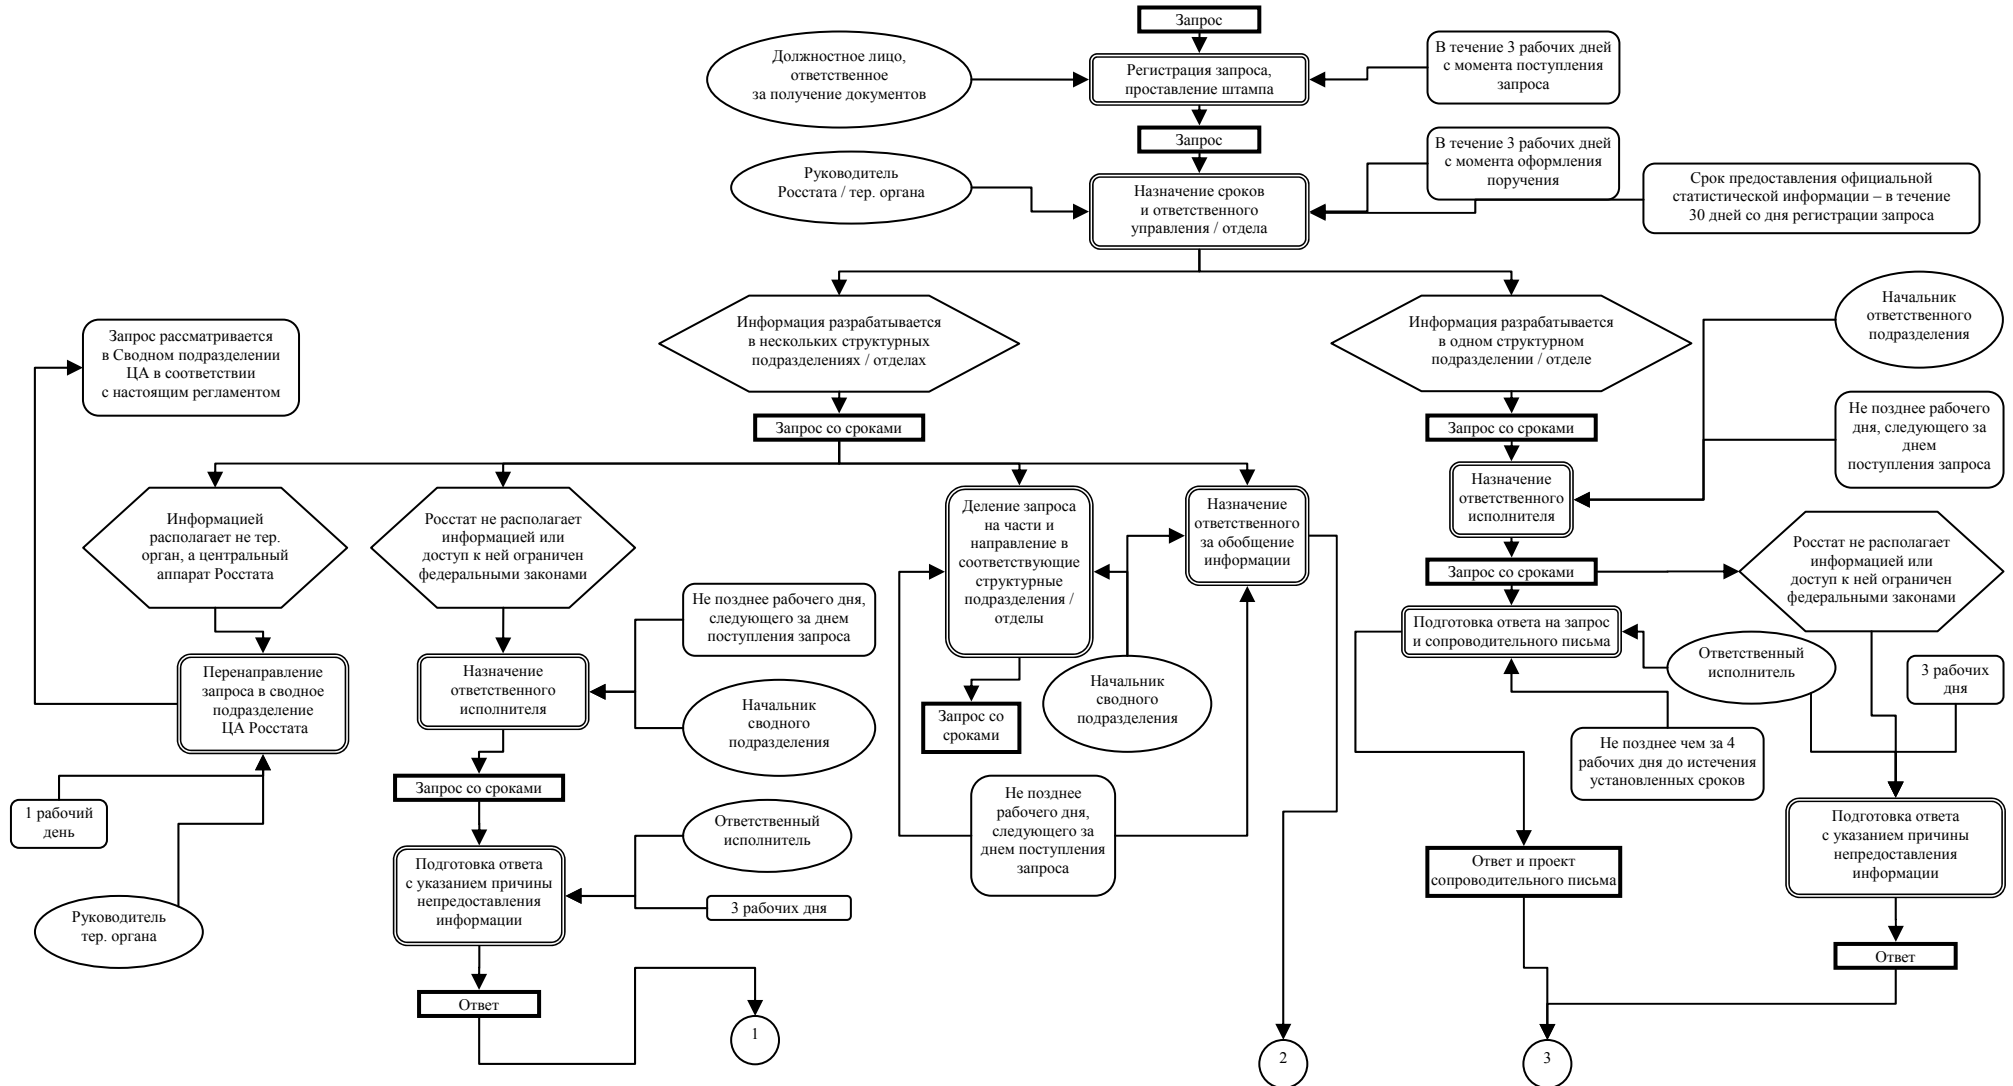 Запрос
Должностное лицо,
ответственное
за получение документов
Регистрация запроса,
проставление штампа
В течение 3 рабочих дней
с момента поступления
запроса
Запрос
Руководитель
Росстата / тер. органа
Назначение сроков
и ответственного
управления / отдела
В течение 3 рабочих дней
с момента оформления
поручения
Срок предоставления официальной
статистической информации – в течение
30 дней со дня регистрации запроса
Информация разрабатывается
в нескольких структурных
подразделениях / отделах
Информация разрабатывается
в одном структурном
подразделении / отделе
Начальник
ответственного
подразделения
Запрос рассматривается
в Сводном подразделении
ЦА в соответствии
с настоящим регламентом
Запрос со сроками
Запрос со сроками
Не позднее рабочего
дня, следующего за
днем
поступления запроса
Информацией
располагает не тер.
орган, а центральный
аппарат Росстата
Росстат не располагает
информацией или
доступ к ней ограничен
федеральными законами
Деление запроса
на части и
направление в
соответствующие
структурные
подразделения /
отделы
Назначение
ответственного
за обобщение
информации
Назначение
ответственного
исполнителя
Запрос со сроками
Росстат не располагает
информацией или
доступ к ней ограничен
федеральными законами
Не позднее рабочего дня,
следующего за днем
поступления запроса
Подготовка ответа на запрос
и сопроводительного письма
Ответственный
исполнитель
3 рабочих
дня
Перенаправление
запроса в сводное
подразделение
ЦА Росстата
Назначение
ответственного
исполнителя
Начальник
сводного
подразделения
Запрос со
сроками
Начальник
сводного
подразделения
Не позднее чем за 4
рабочих дня до истечения
установленных сроков
1 рабочий
день
Запрос со сроками
Не позднее
рабочего дня,
следующего за
днем поступления
запроса
Ответственный
исполнитель
Подготовка ответа
с указанием причины
непредоставления
информации
3 рабочих дня
Ответ и проект
сопроводительного письма
Подготовка ответа
с указанием причины
непредоставления
информации
Руководитель
тер. органа
Ответ
Ответ
1
2
3